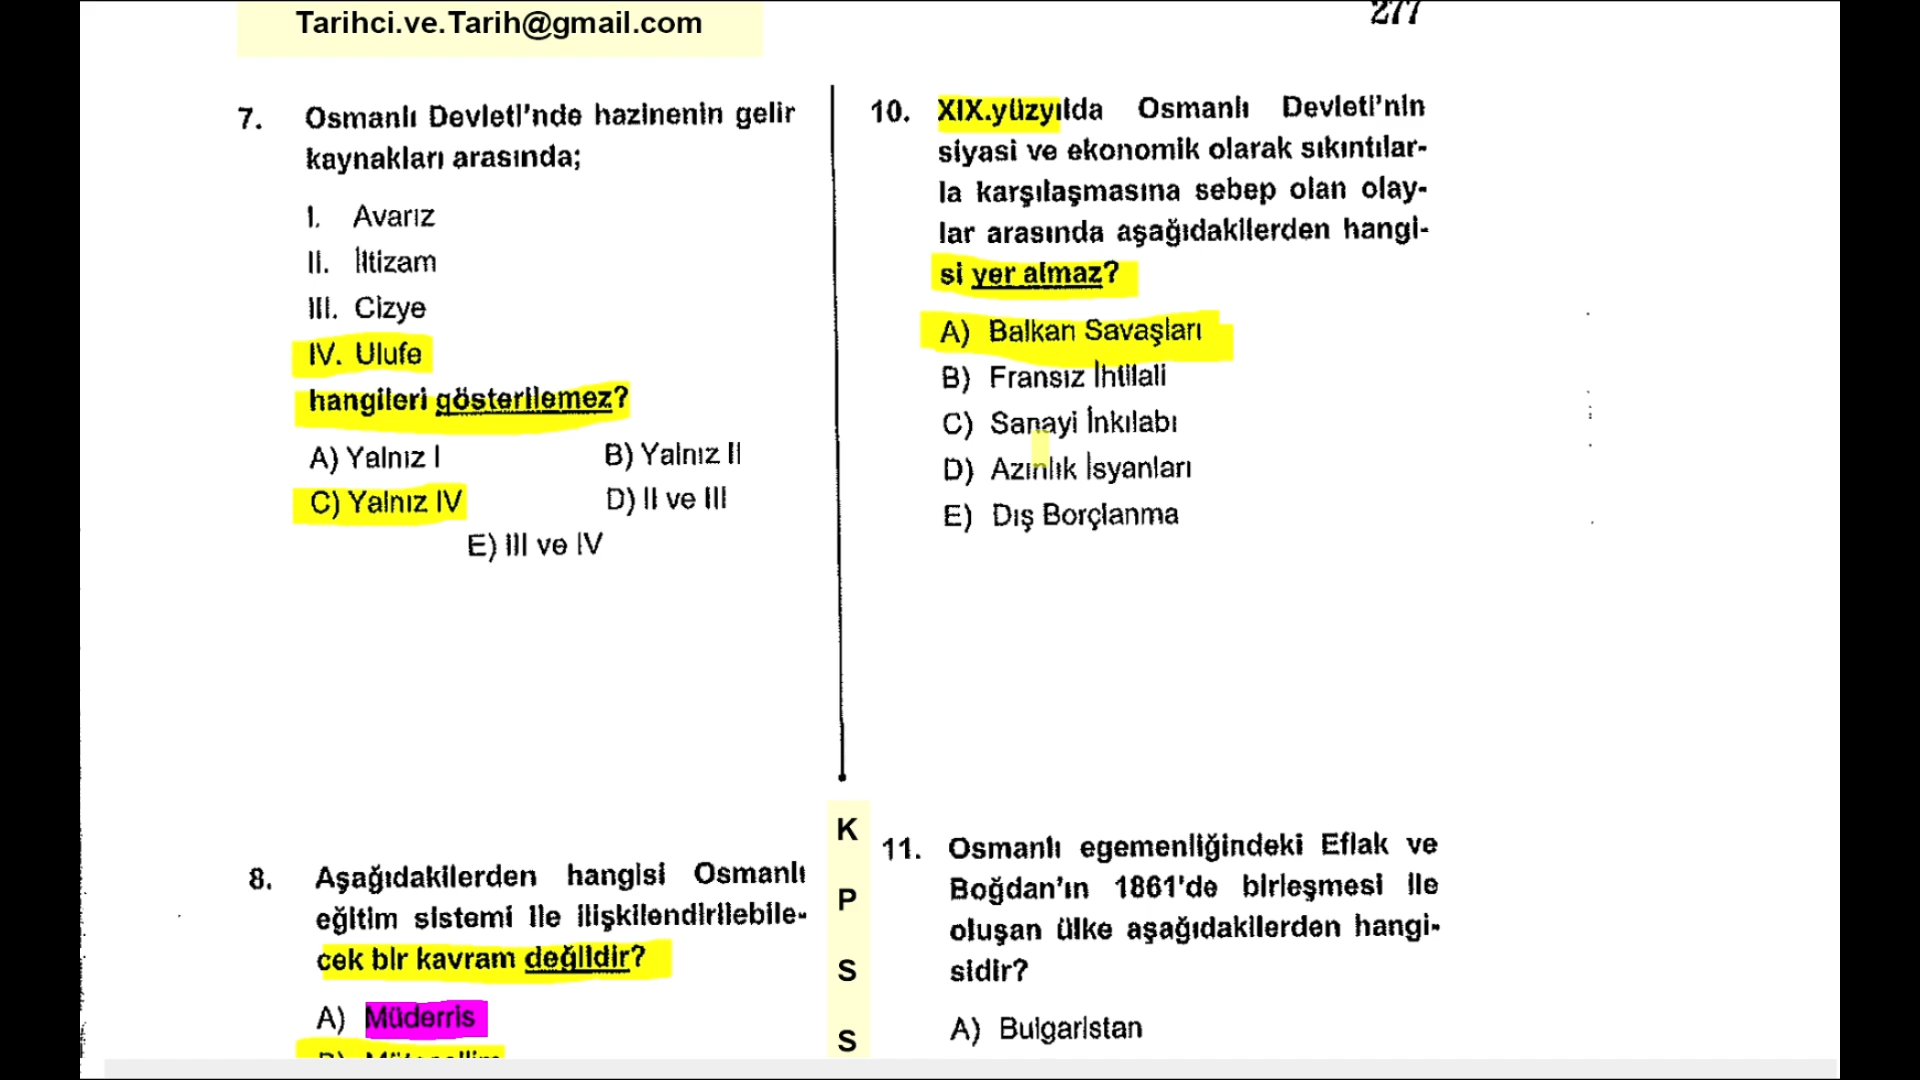 Tarihci.ve.Tarih@gmail.com
277
7. Osmanlı Devleti'nde hazinenin gelir
kaynakları arasında;
I. Avarız
II. İltizam
III. Cizye
IV. Ulufe
hangileri gösterilemez?
A) Yalnız I
B) Yalnız II
C) Yalnız IV
D) II ve III
E) III ve IV
8. Aşağıdakilerden hangisi Osmanlı
eğitim sistemi ile ilişkilendirilebile-
cek bir kavram değildir?
A) Müderris
B) Mütesellim
K
P
S
S
10. XIX.yüzyılda Osmanlı Devleti'nin
siyasi ve ekonomik olarak sıkıntılar-
la karşılaşmasına sebep olan olay-
lar arasında aşağıdakilerden hangi-
si yer almaz?
A) Balkan Savaşları
B) Fransız İhtilali
C) Sanayi İnkılabı
D) Azınlık İsyanları
E) Dış Borçlanma
11. Osmanlı egemenliğindeki Eflak ve
Boğdan'ın 1861'de birleşmesi ile
oluşan ülke aşağıdakilerden hangi-
sidir?
A) Bulgaristan